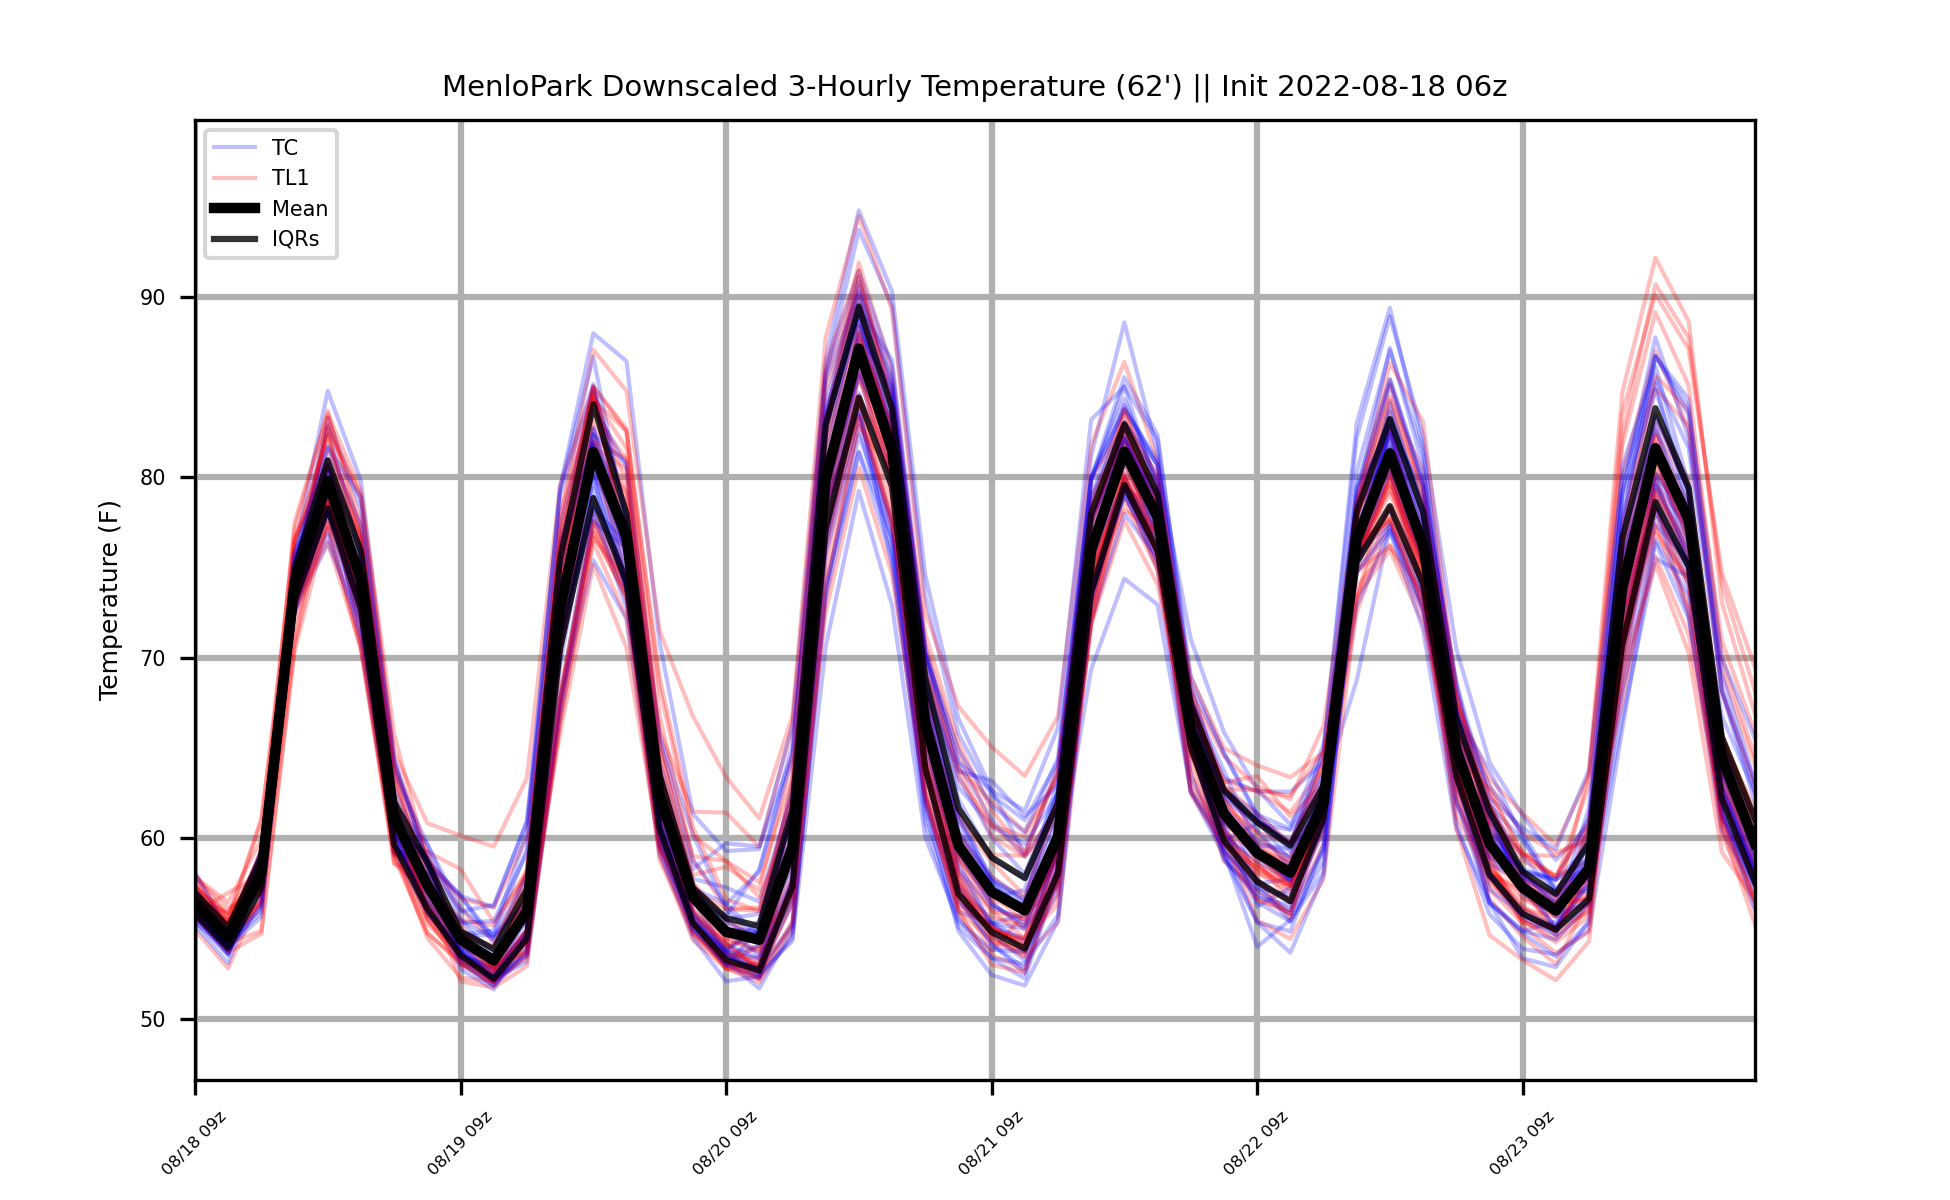 MenloPark Downscaled 3-Hourly Temperature (62') || Init 2022-08-18 06z
TC
TL1
Mean
IQRs
Temperature (F)
90
80
70
60
50
08/18 09z
08/19 09z
08/20 09z
08/21 09z
08/22 09z
08/23 09z